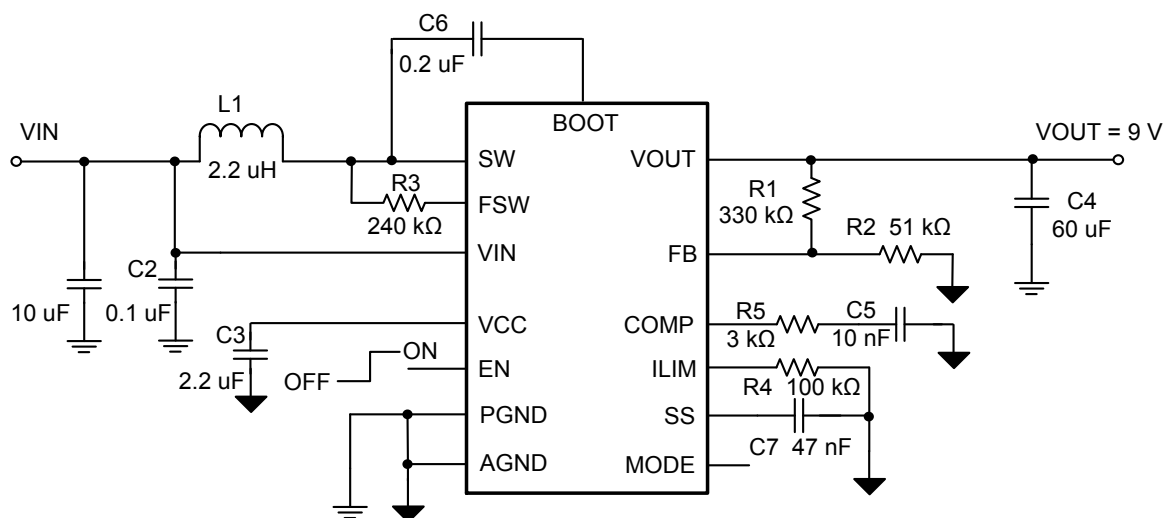 C6
0.2 uF
L1
VIN
2.2 uH
BOOT
VOUT = 9 V
SW
VOUT
R3
240 kΩ
FSW
R1
330 kΩ
C4
60 uF
R2 51 kΩ
VIN
FB
C2
10 uF
0.1 uF
C3
2.2 uF
VCC
COMP
R5
3 kΩ
C5
10 nF
OFF
ON
EN
ILIM
R4 100 kΩ
PGND
SS
C7 47 nF
AGND
MODE